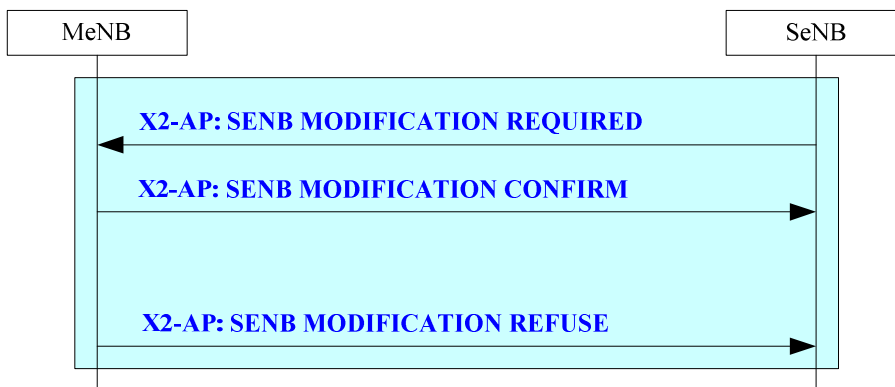 MeNB
SeNB
X2-AP: SENB MODIFICATION REQUIRED
X2-AP: SENB MODIFICATION CONFIRM
X2-AP: SENB MODIFICATION REFUSE